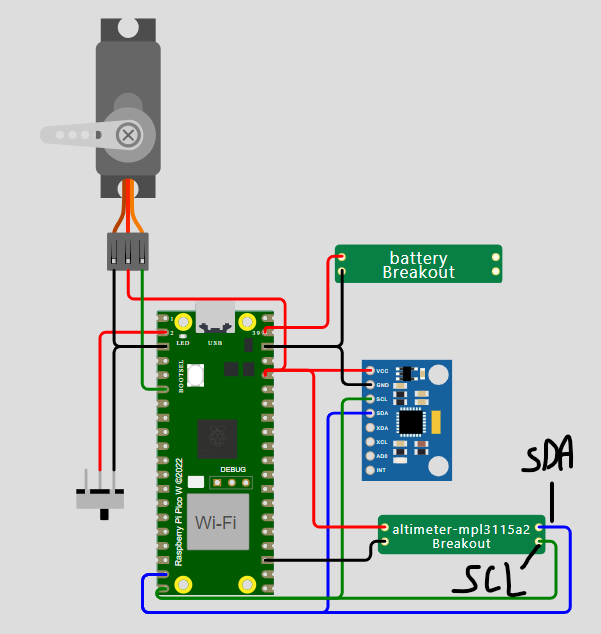 battery
Breakout
1
2
39
LED
USB
BOOTSEL
VCC
GND
SCL
SDA
XDA
XCL
AD0
INT
DEBUG
Raspberry Pi Pico W ©2022
Wi-Fi
SDA
altimeter-mpl3115a2
Breakout
SCL